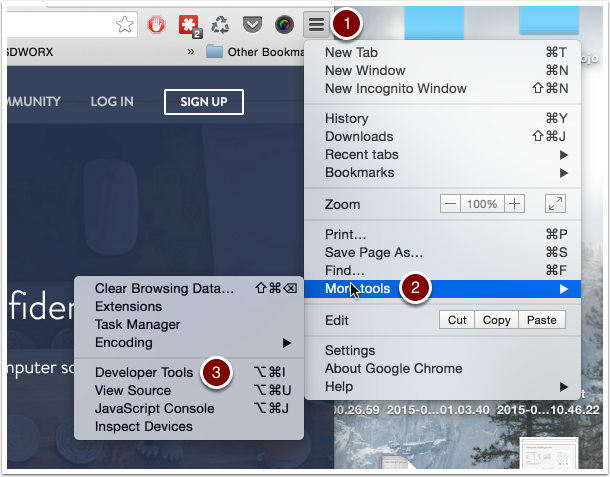 1
2
SDWORX
»
Other Bookma
MMUNITY LOG IN SIGN UP
New Tab ⌘T
New Window ⌘N
New Incognito Window ⇧⌘N
History ⌘Y
Downloads ⇧⌘J
Recent tabs ▶
Bookmarks ▶
Zoom — 100% +
Print... ⌘P
Save Page As... ⌘S
Find... ⌘F
More tools 2 ▶
Edit Cut Copy Paste
Settings
About Google Chrome
Help ▶
Clear Browsing Data... ⇧⌘⌫
Extensions
Task Manager
Encoding ▶
Developer Tools 3 ⌥⌘I
View Source ⌥⌘U
JavaScript Console ⌥⌘J
Inspect Devices
fiden
mputer sc
ojo
t
00.26.59 2015-0...01.03.40 2015-0...10.46.22